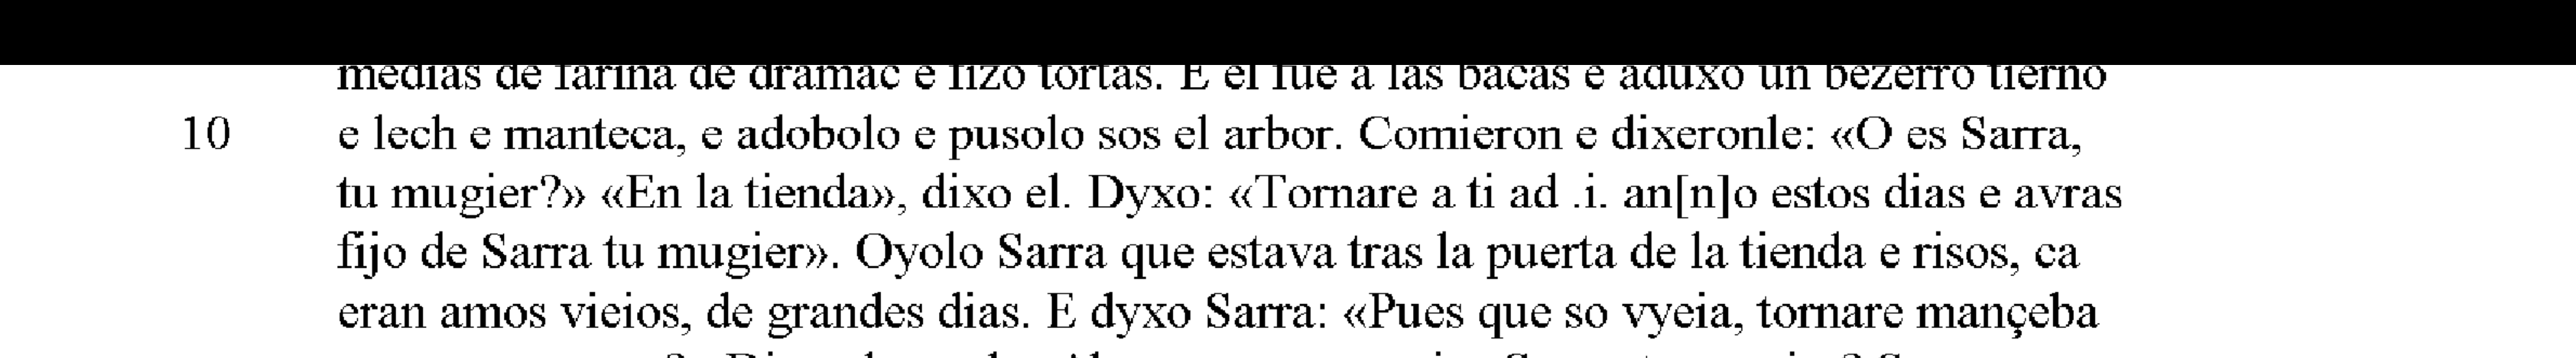 medias de farina de dramac e fizo tortas. E el fue a las bacas e aduxo un bezerro tierno
10 e lech e manteca, e adobolo e pusolo sos el arbor. Comieron e dixeronle: «O es Sarra,
tu mugier?» «En la tienda», dixo el. Dyxo: «Tornare a ti ad .i. an[n]o estos dias e avras
fijo de Sarra tu mugier». Oyolo Sarra que estava tras la puerta de la tienda e risos, ca
eran amos vieios, de grandes dias. E dyxo Sarra: «Pues que so vyeia, tornare mançeba